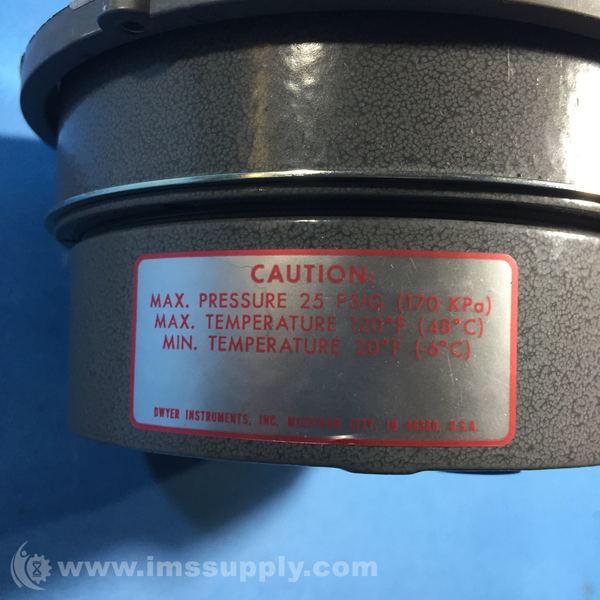 CAUTION:
MAX. PRESSURE 25 PSIG (170 KPa)
MAX. TEMPERATURE 120°F (48°C)
MIN. TEMPERATURE 20°F (-6°C)
DWYER INSTRUMENTS, INC. MICHIGAN CITY, IN 46360, U.S.A.
www.imssupply.com